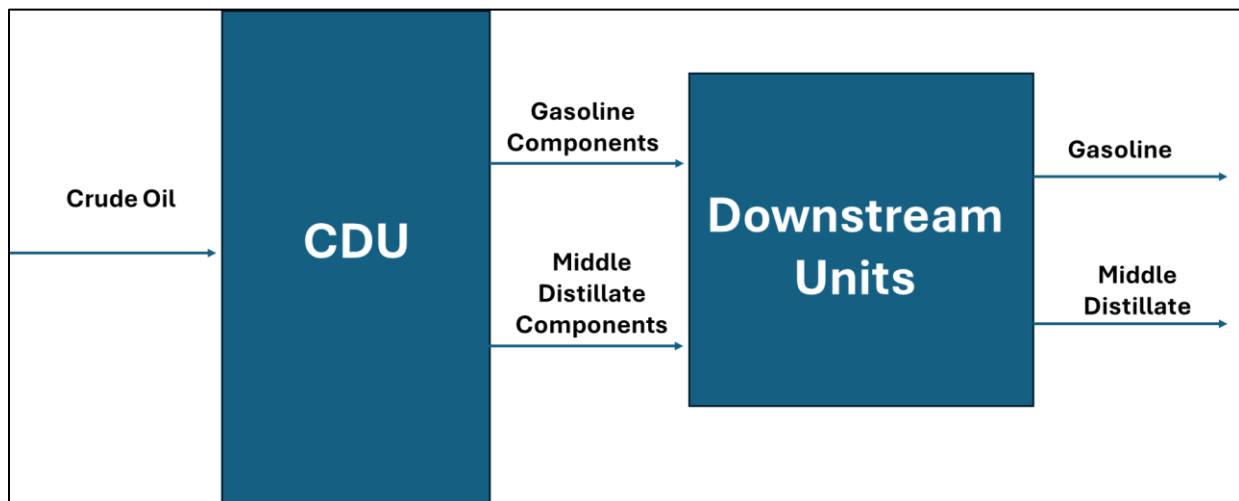 Crude Oil
CDU
Gasoline
Components
Middle
Distillate
Components
Downstream
Units
Gasoline
Middle
Distillate